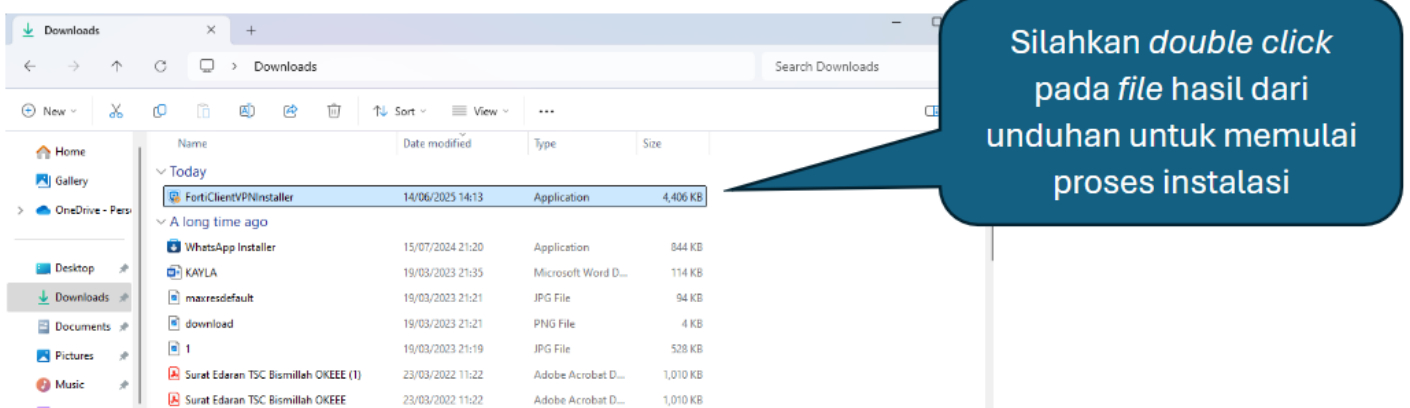 Downloads
Downloads
Search Downloads
New
Sort
View
Silahkan double click
pada file hasil dari
unduhan untuk memulai
proses instalasi
Home
Gallery
OneDrive - Pers
Desktop
Downloads
Documents
Pictures
Music
Name Date modified Type Size
Today
FortiClientVPNInstaller 14/06/2025 14:13 Application 4,406 KB
A long time ago
WhatsApp Installer 15/07/2024 21:20 Application 844 KB
KAYLA 19/03/2023 21:35 Microsoft Word D... 114 KB
maxresdefault 19/03/2023 21:21 JPG File 94 KB
download 19/03/2023 21:21 PNG File 4 KB
1 19/03/2023 21:19 JPG File 528 KB
Surat Edaran TSC Bismillah OKEEE (1) 23/03/2022 11:22 Adobe Acrobat D... 1,010 KB
Surat Edaran TSC Bismillah OKEEE 23/03/2022 11:22 Adobe Acrobat D... 1,010 KB